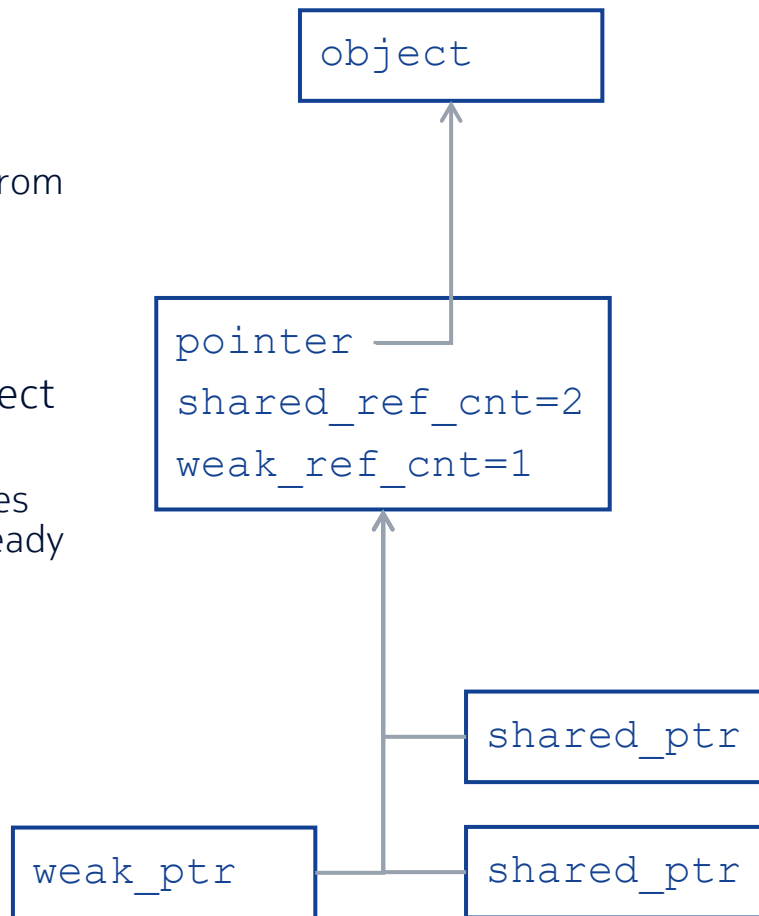 object
pointer
shared_ref_cnt=2
weak_ref_cnt=1
shared_ptr
weak_ptr
shared_ptr